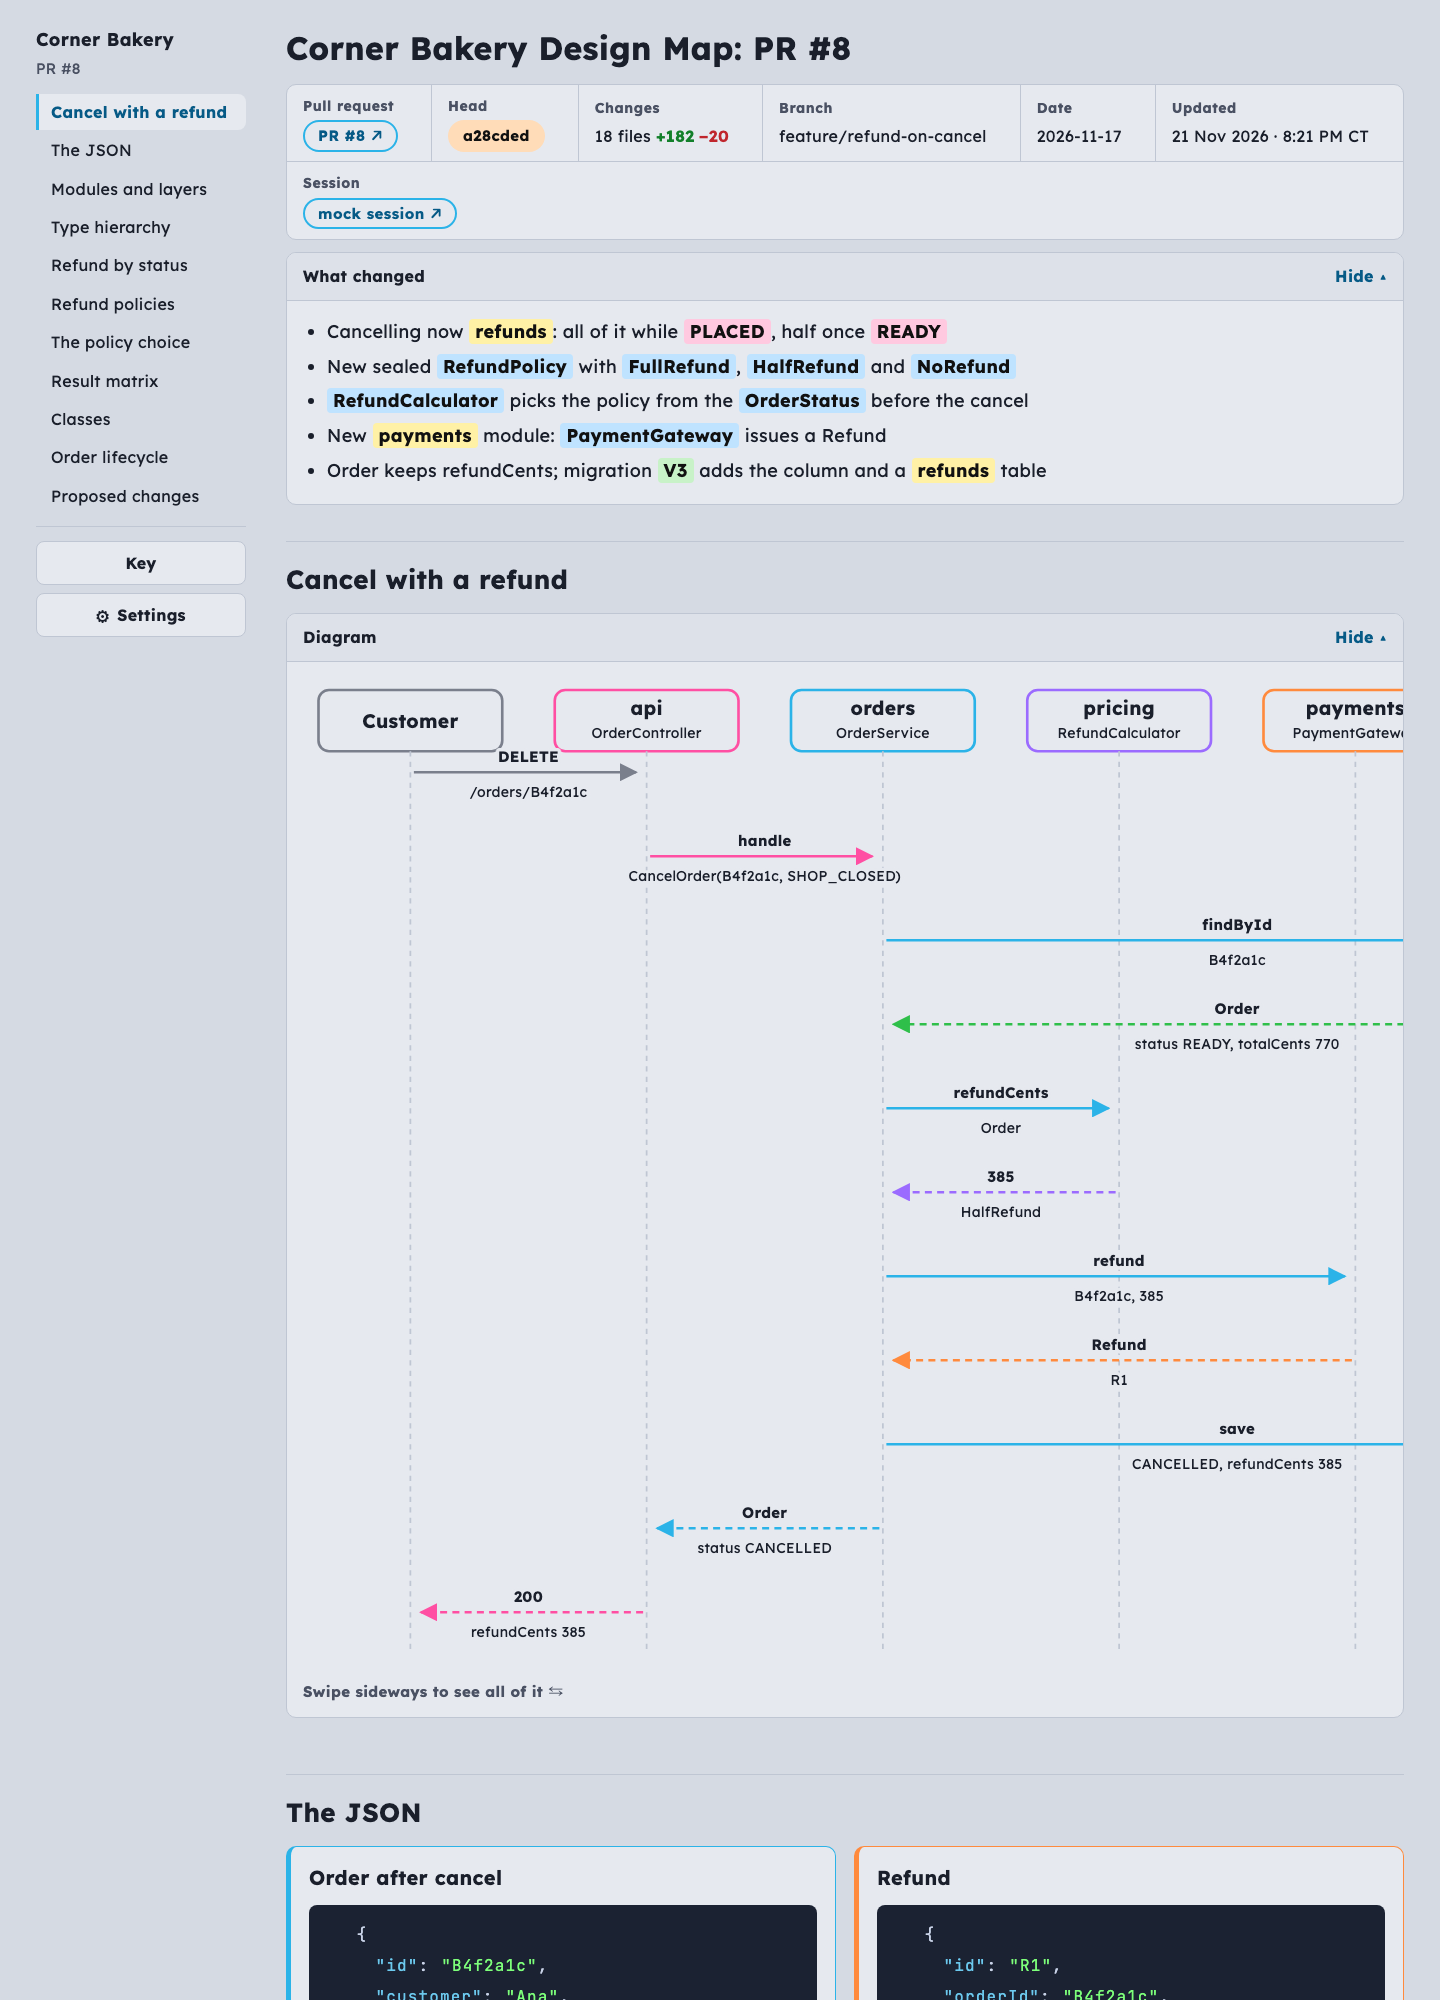 Corner Bakery
PR #8
Cancel with a refund
The JSON
Modules and layers
Type hierarchy
Refund by status
Refund policies
The policy choice
Result matrix
Classes
Order lifecycle
Proposed changes
Key
⚙ Settings
Corner Bakery Design Map: PR #8
Pull request
PR #8 ↗
Head
a28cded
Changes
18 files +182 −20
Branch
feature/refund-on-cancel
Date
2026-11-17
Updated
21 Nov 2026 · 8:21 PM CT
Session
mock session ↗
What changed
Hide ▴
• Cancelling now refunds: all of it while PLACED, half once READY
• New sealed RefundPolicy with FullRefund, HalfRefund and NoRefund
• RefundCalculator picks the policy from the OrderStatus before the cancel
• New payments module: PaymentGateway issues a Refund
• Order keeps refundCents; migration V3 adds the column and a refunds table
Cancel with a refund
Diagram
Hide ▴
Customer
api
OrderController
orders
OrderService
pricing
RefundCalculator
payments
PaymentGatew
DELETE
/orders/B4f2a1c
handle
CancelOrder(B4f2a1c, SHOP_CLOSED)
findById
B4f2a1c
Order
status READY, totalCents 770
refundCents
Order
385
HalfRefund
refund
B4f2a1c, 385
Refund
R1
save
CANCELLED, refundCents 385
Order
status CANCELLED
200
refundCents 385
Swipe sideways to see all of it ⇆
The JSON
Order after cancel
{
"id": "B4f2a1c",
"customer": "Ana",
Refund
{
"id": "R1",
"orderId": "B4f2a1c",